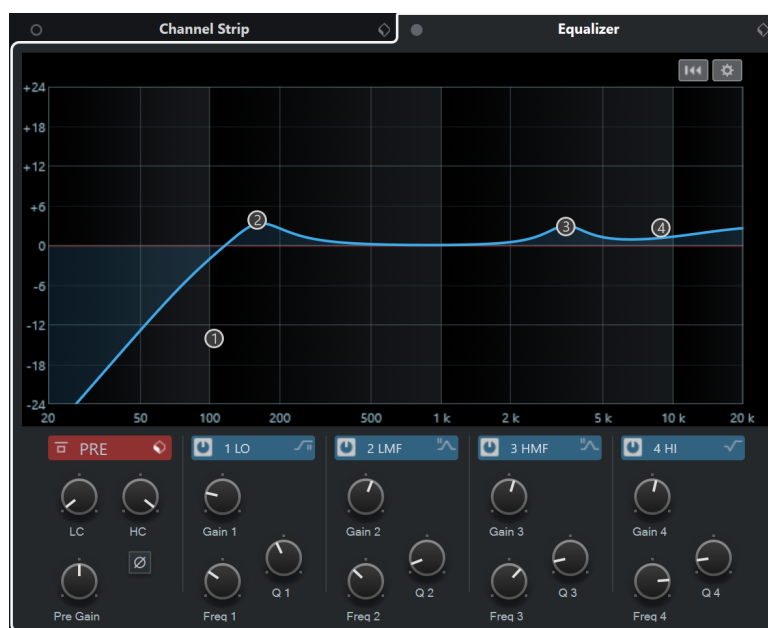 Channel Strip Equalizer
+24
+18
+12
+6
0
-6
-12
-18
-24
2
3
4
1
20 50 100 200 500 1 k 2 k 5 k 10 k 20 k
PRE 1 LO 2 LMF 3 HMF 4 HI
LC HC Gain 1 Gain 2 Gain 3 Gain 4
Ø
Q 1 Q 2 Q 3 Q 4
Pre Gain Freq 1 Freq 2 Freq 3 Freq 4